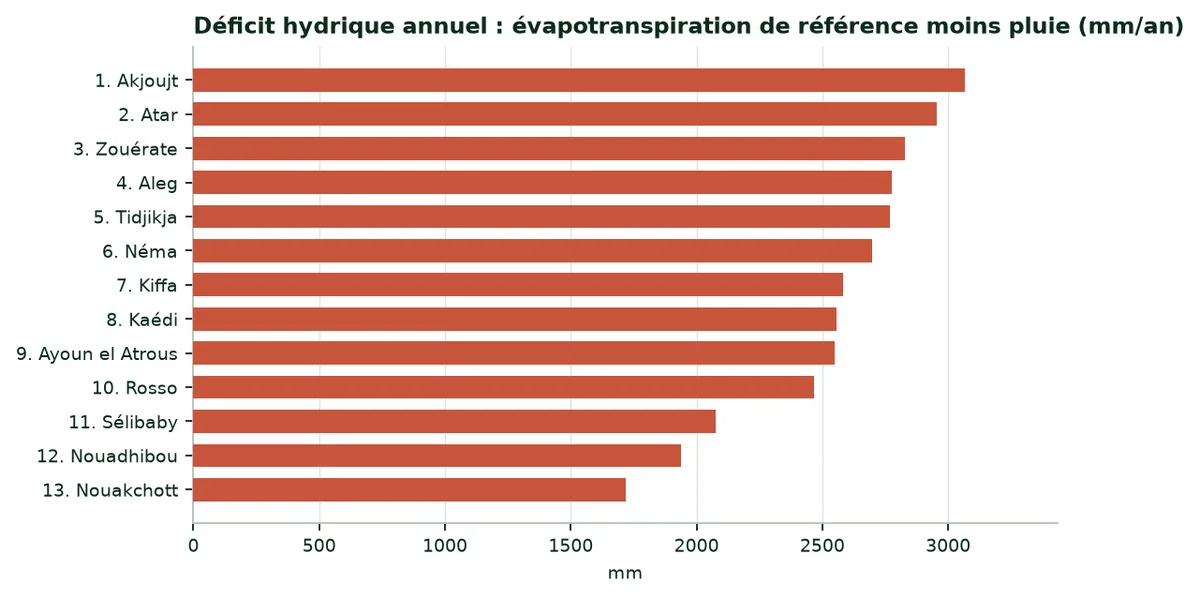 Déficit hydrique annuel : évapotranspiration de référence moins pluie (mm/an)
1. Akjoujt
2. Atar
3. Zouérate
4. Aleg
5. Tidjikja
6. Néma
7. Kiffa
8. Kaédi
9. Ayoun el Atrous
10. Rosso
11. Sélibaby
12. Nouadhibou
13. Nouakchott
0 500 1000 1500 2000 2500 3000
mm